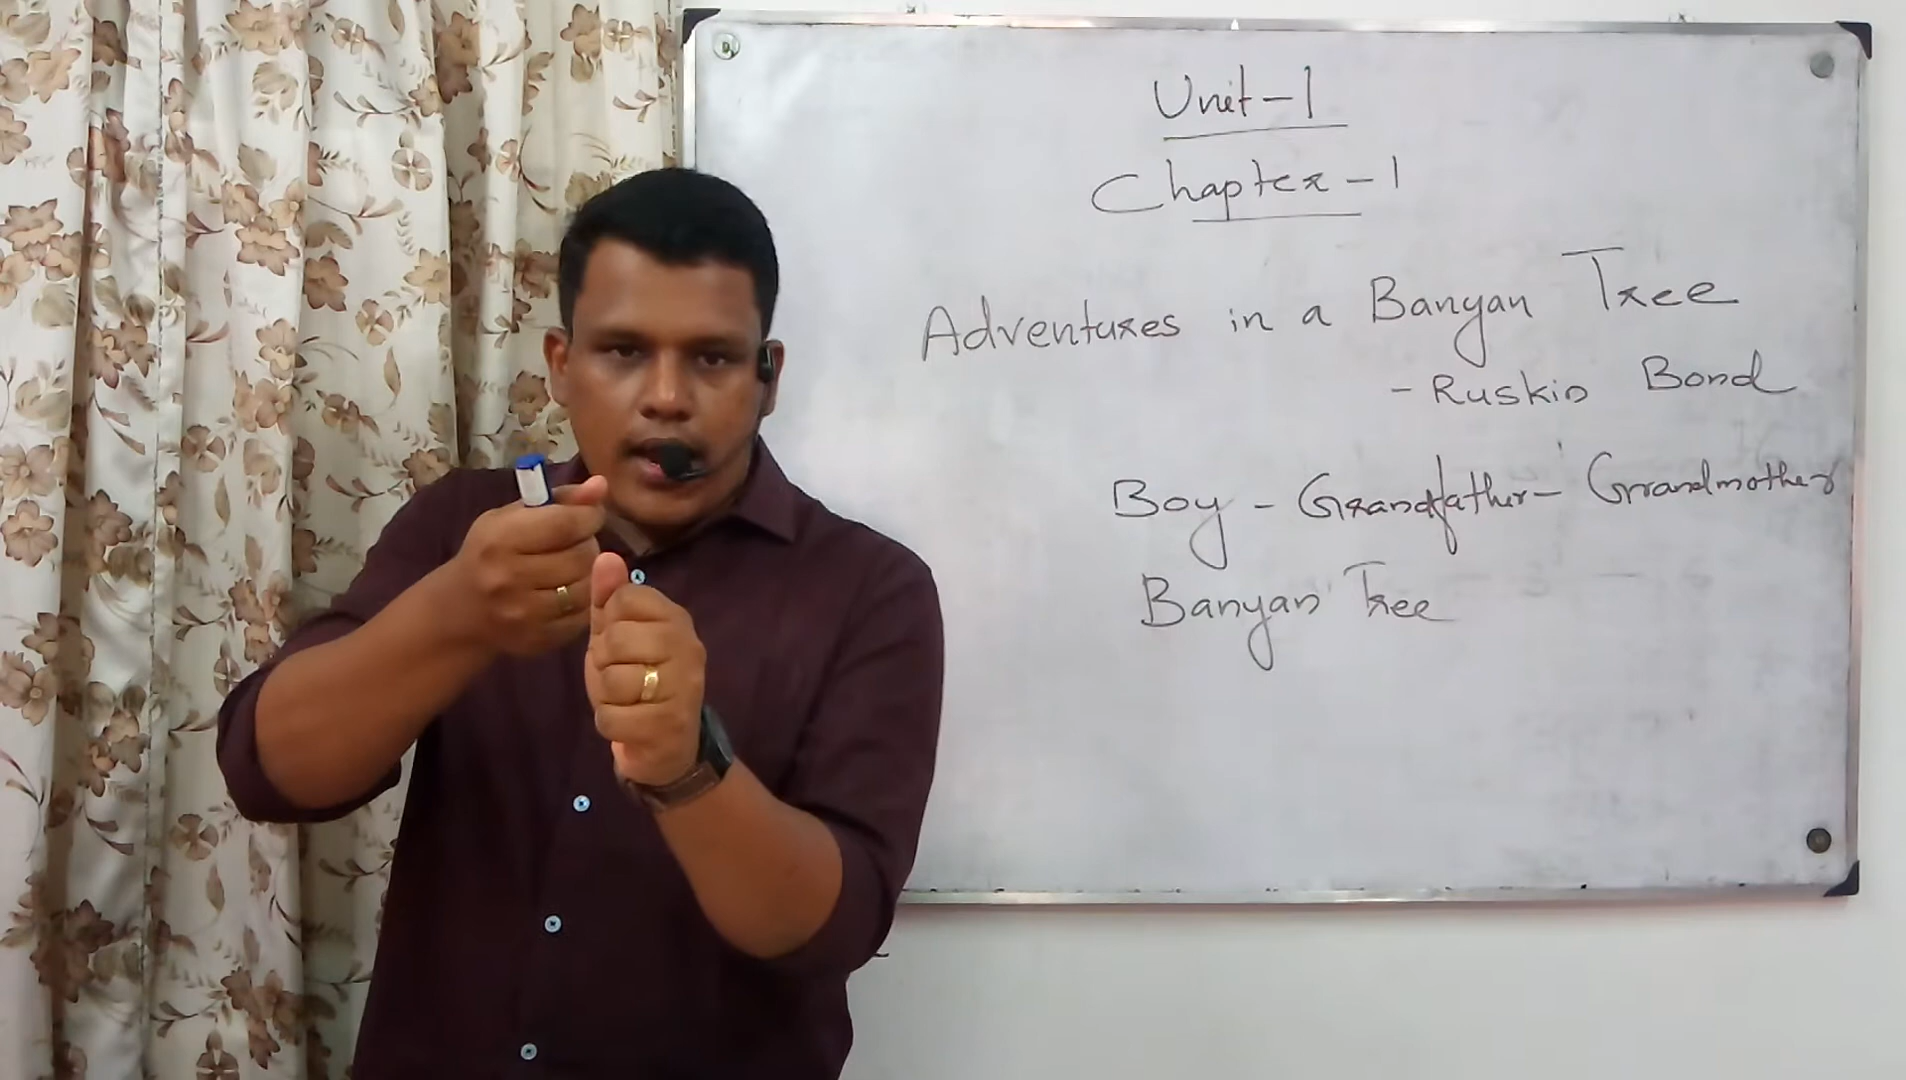 Unit-1
Chapter-1
Adventures in a Banyan Tree
- Ruskin Bond
Boy - Grandfather - Grandmother
Banyan Tree